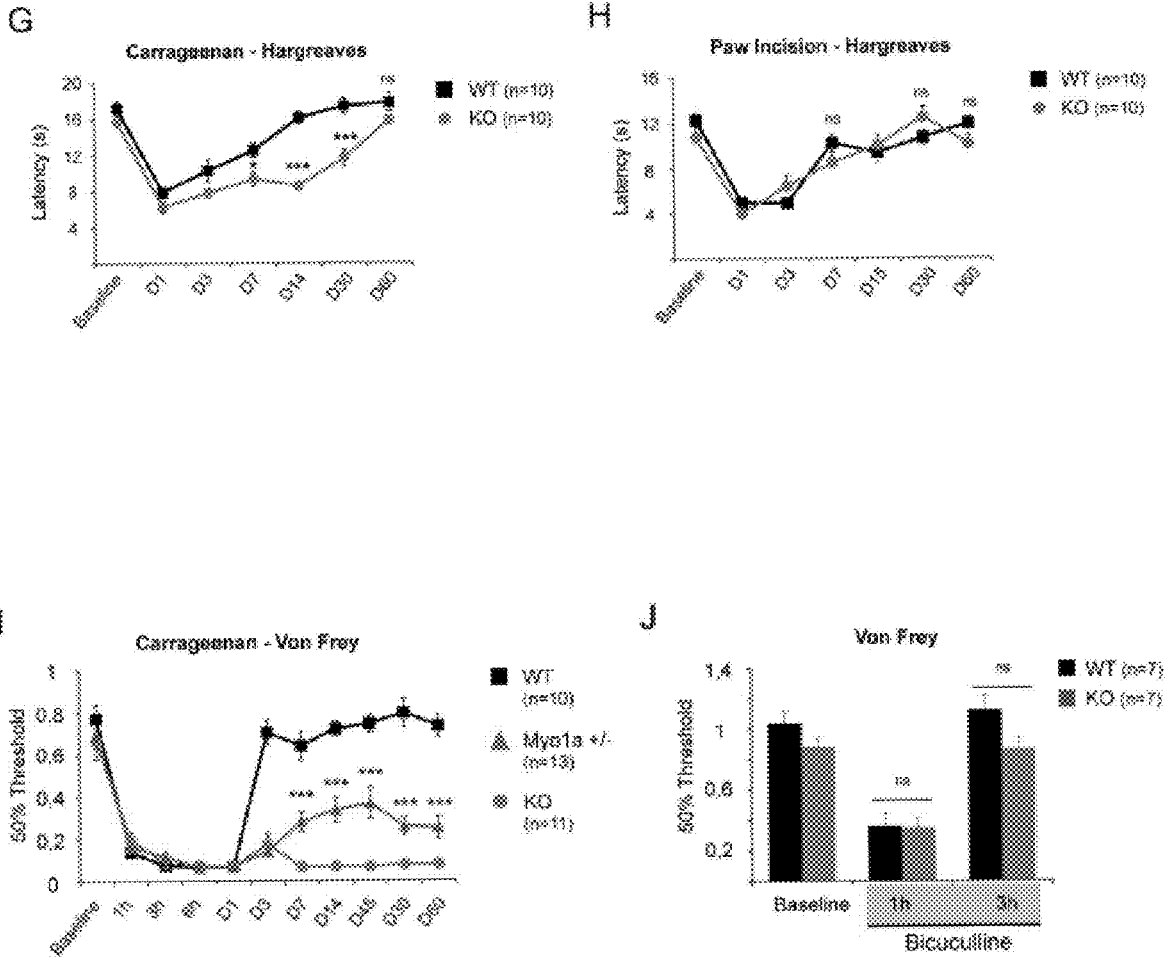 G
Carrageenan - Hargreaves
20
16
12
8
4
Latency (s)
ns
*
***
***
WT (n=10)
KO (n=10)
Baseline
D1
D3
D7
D14
D30
D60
H
Paw Incision - Hargreaves
16
12
8
4
Latency (s)
ns
ns
ns
WT (n=10)
KO (n=10)
Baseline
D1
D3
D7
D15
D30
D60
I
Carrageenan - Von Frey
1
0.8
0.6
0.4
0.2
0
50% Threshold
***
***
***
***
***
WT
(n=10)
Myo1a +/-
(n=13)
KO
(n=11)
Baseline
1h
6h
D1
D3
D7
D14
D30
D60
J
Von Frey
1,4
1
0,6
0,2
50% Threshold
ns
ns
WT (n=7)
KO (n=7)
Baseline
1h
3h
Bicuculline